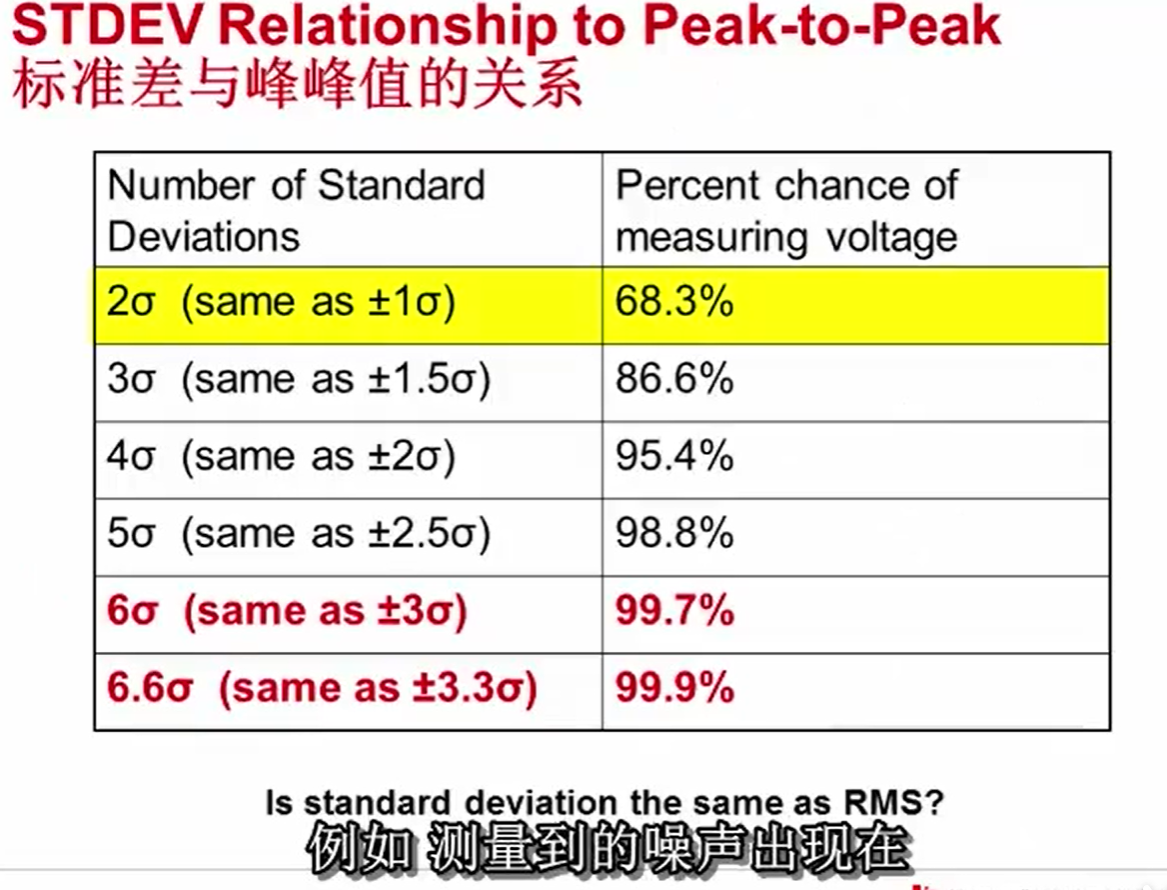 STDEV Relationship to Peak-to-Peak
标准差与峰峰值的关系
Number of Standard
Deviations
Percent chance of
measuring voltage
2σ (same as ±1σ)
68.3%
3σ (same as ±1.5σ)
86.6%
4σ (same as ±2σ)
95.4%
5σ (same as ±2.5σ)
98.8%
6σ (same as ±3σ)
99.7%
6.6σ (same as ±3.3σ)
99.9%
Is standard deviation the same as RMS?
例如 测量到的噪声出现在